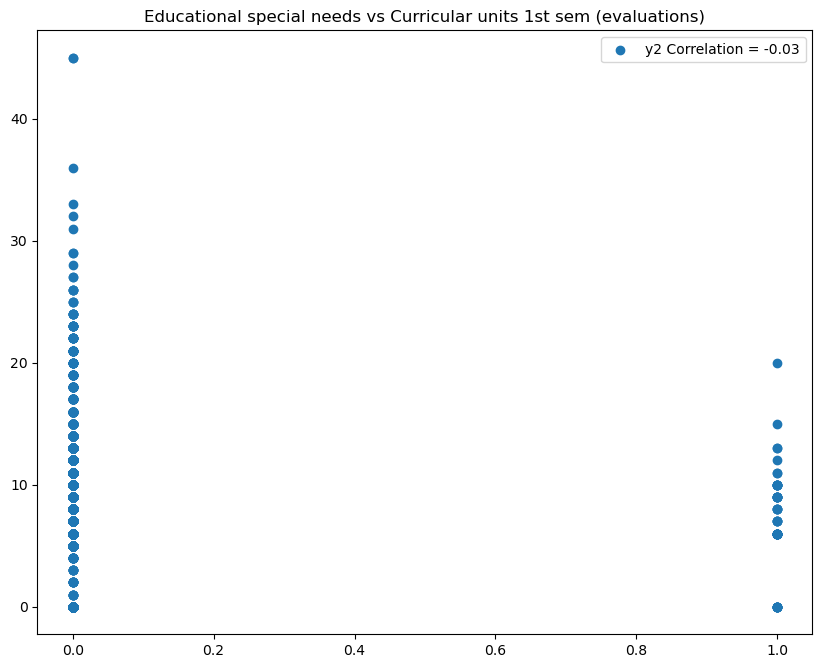 Educational special needs vs Curricular units 1st sem (evaluations)
y2 Correlation = -0.03
40
30
20
10
0
0.0 0.2 0.4 0.6 0.8 1.0